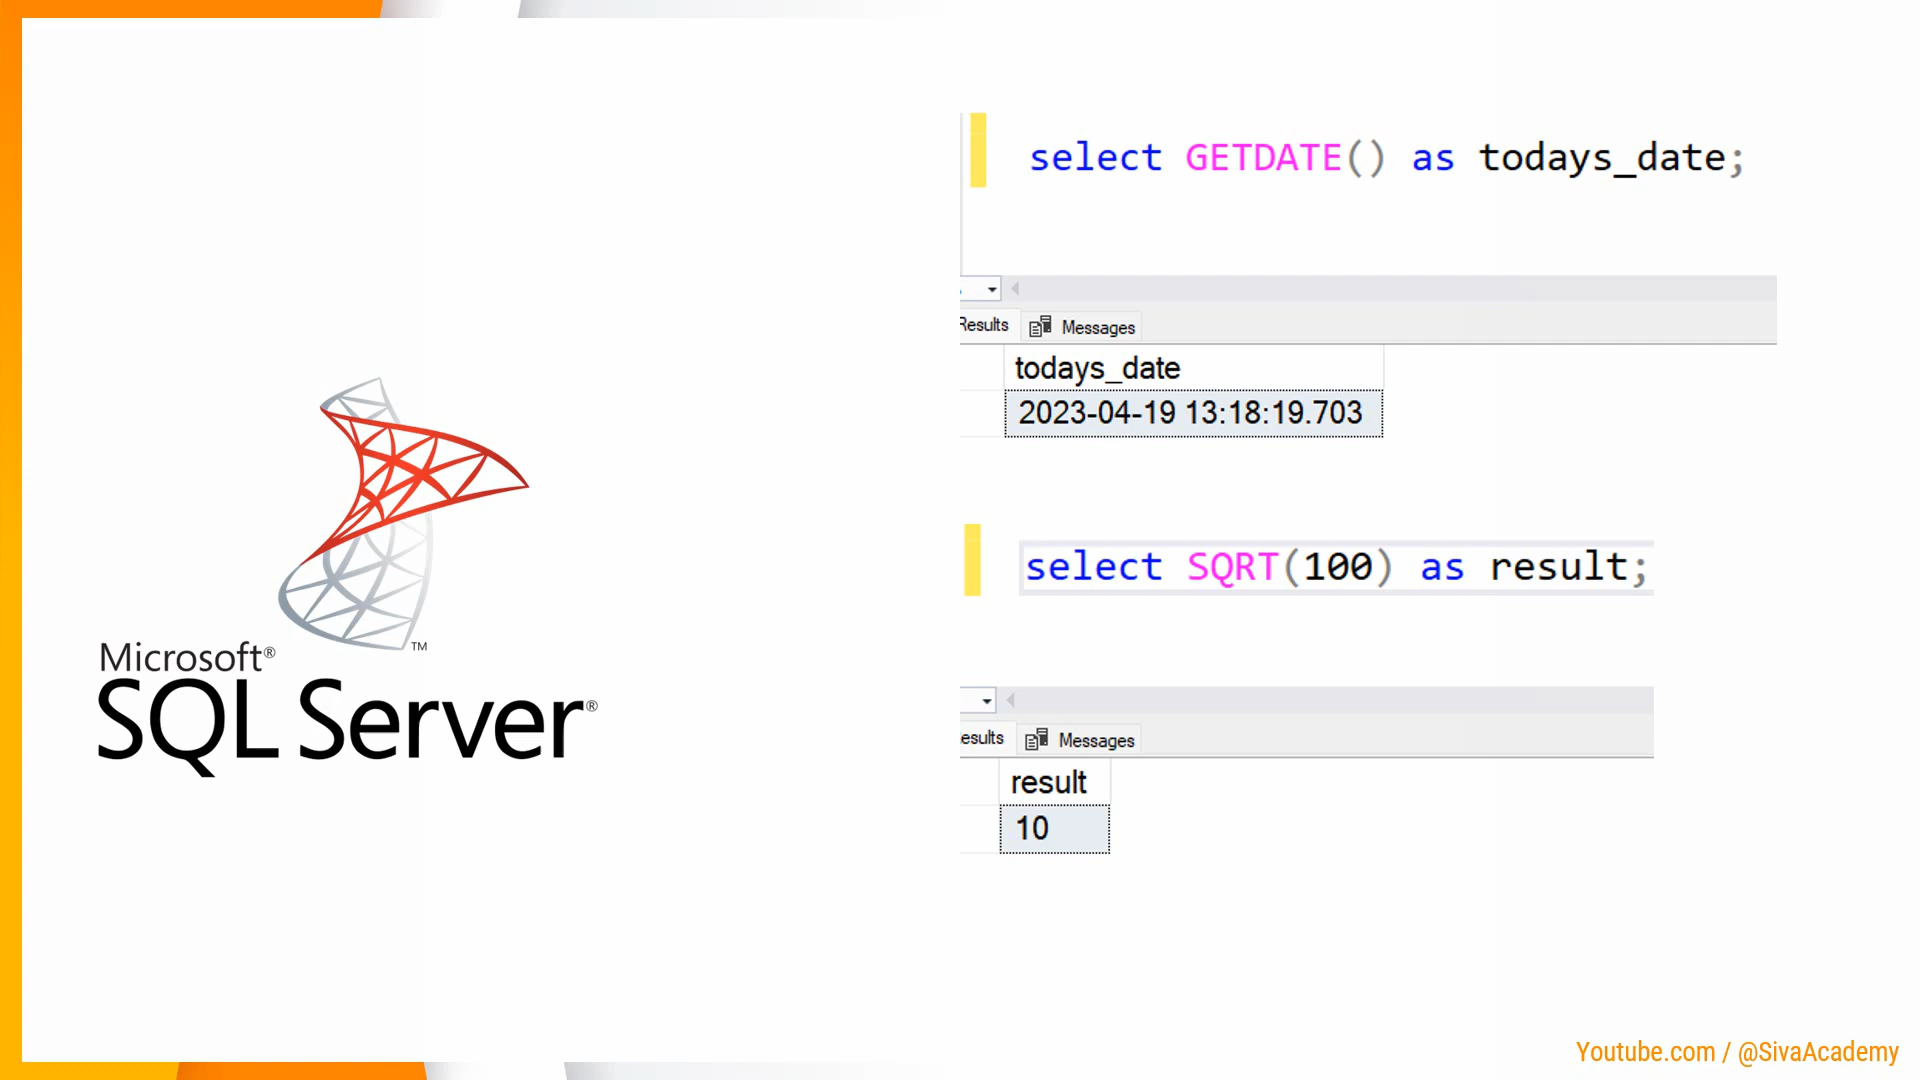 Microsoft®
SQL Server®
TM
select GETDATE() as todays_date;
Results
Messages
todays_date
2023-04-19 13:18:19.703
select SQRT(100) as result;
esults
Messages
result
10
Youtube.com / @SivaAcademy